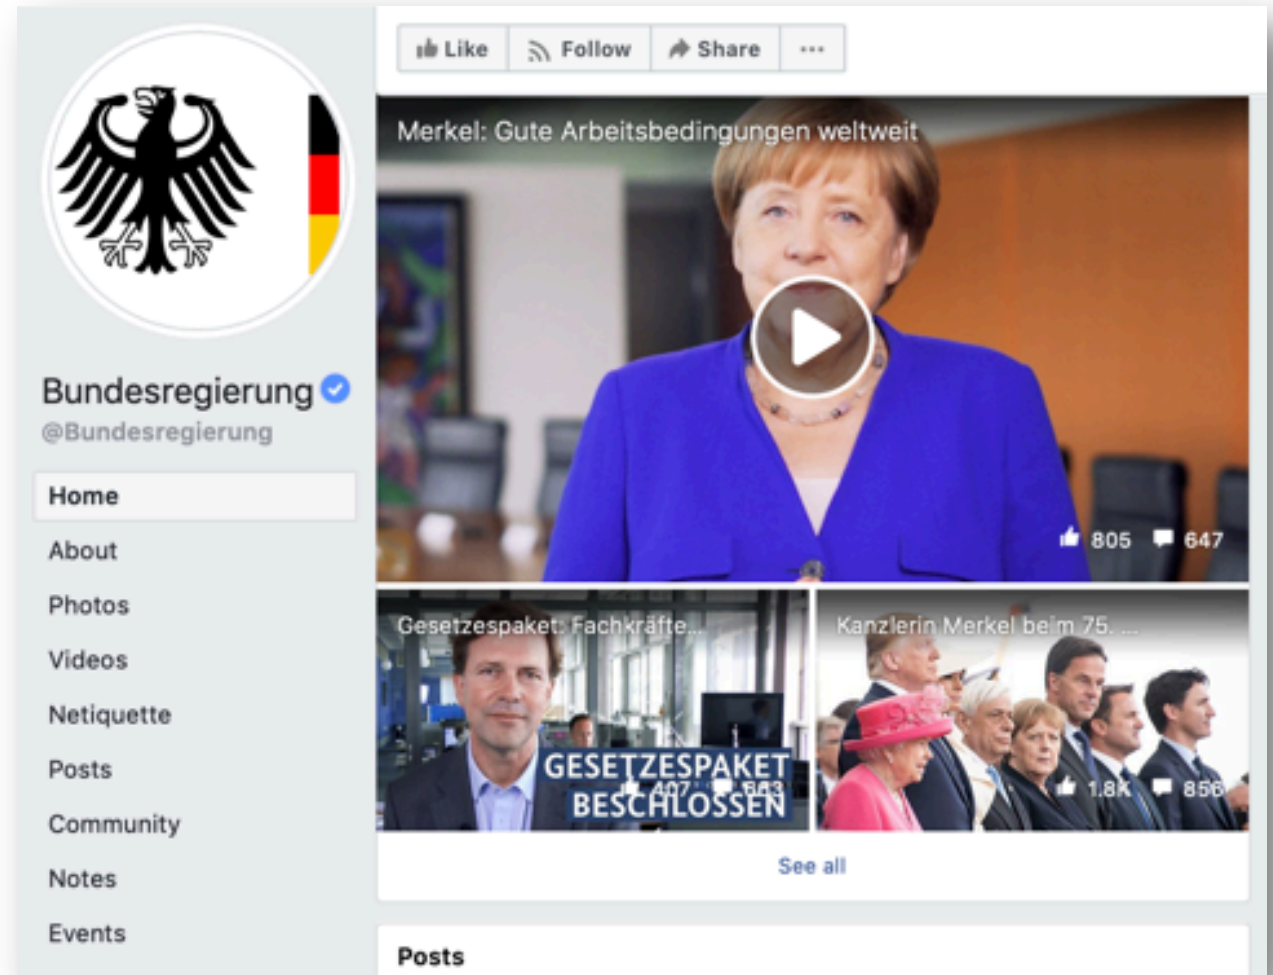 Like Follow Share ...
Merkel: Gute Arbeitsbedingungen weltweit
805 647
Gesetzespaket: Fachkräfte...
GESETZESPAKET
BESCHLOSSEN
407
Kanzlerin Merkel beim 75. ...
1.8K 856
See all
Posts
Bundesregierung
@Bundesregierung
Home
About
Photos
Videos
Netiquette
Posts
Community
Notes
Events